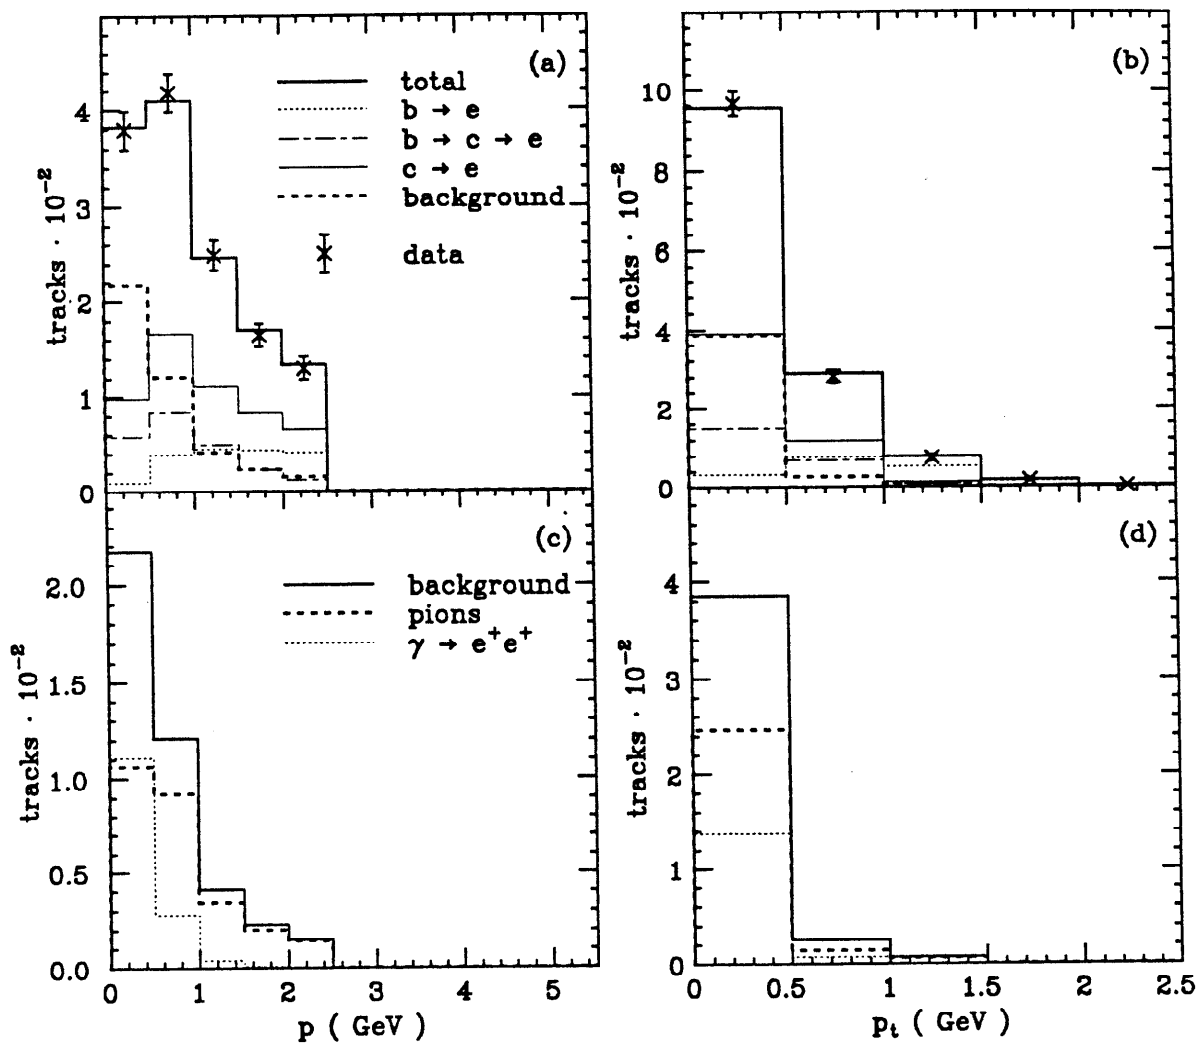 (a)
total
b → e
b → c → e
c → e
background
data
tracks · 10⁻²
4
3
2
1
0
(b)
tracks · 10⁻²
10
8
6
4
2
0
(c)
background
pions
γ → e⁺e⁺
tracks · 10⁻²
2.0
1.5
1.0
0.5
0.0
0 1 2 3 4 5
p ( GeV )
(d)
tracks · 10⁻²
4
3
2
1
0
0 0.5 1 1.5 2 2.5
pₜ ( GeV )